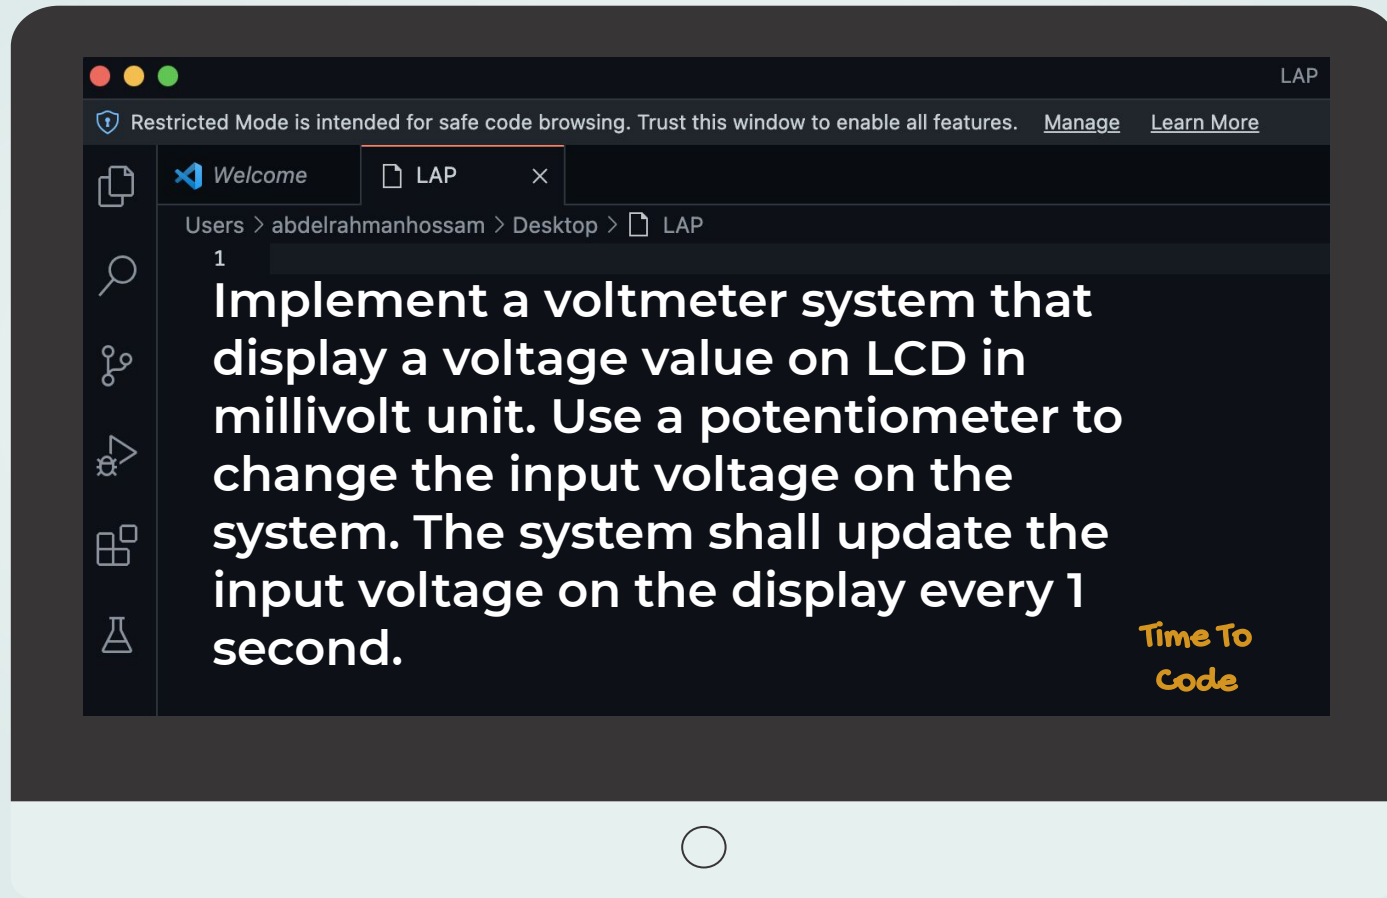 LAP
Restricted Mode is intended for safe code browsing. Trust this window to enable all features. Manage Learn More
Welcome LAP
Users > abdelrahmanhossam > Desktop > LAP
1
Implement a voltmeter system that
display a voltage value on LCD in
millivolt unit. Use a potentiometer to
change the input voltage on the
system. The system shall update the
input voltage on the display every 1
second.
Time To
Code